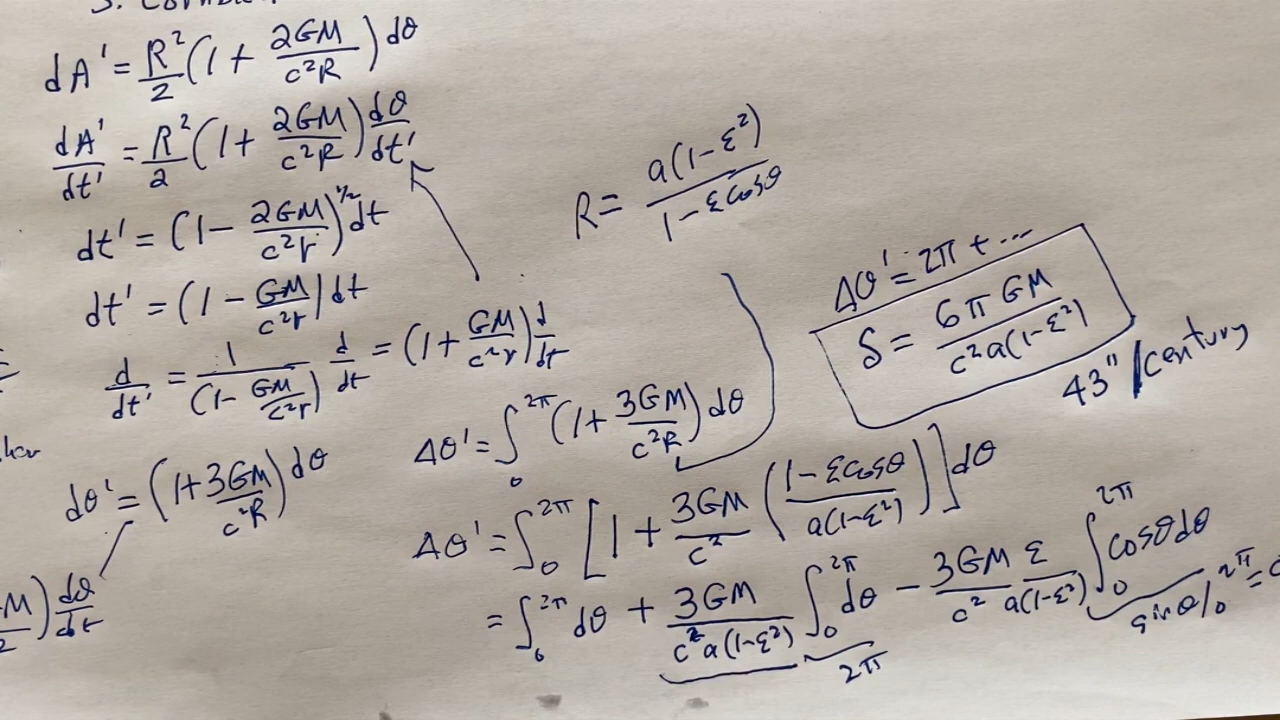 dA' = R²/2 (1 + 2GM/c²R) dθ
dA'/dt' = R²/2 (1 + 2GM/c²R) dθ/dt'
dt' = (1 - 2GM/c²r)^½ dt
dt' = (1 - GM/c²r) dt
d/dt' = 1/(1 - GM/c²r) d/dt = (1 + GM/c²r) d/dt
dθ' = (1 + 3GM/c²R) dθ
M/2) dθ/dt
R = a(1-ε²)/1-εcosθ
Δθ' = 2π + ...
δ = 6πGM/c²a(1-ε²)
43"/century
Δθ' = ∫₀^2π (1 + 3GM/c²R) dθ
Δθ' = ∫₀^2π [1 + 3GM/c² (1-εcosθ/a(1-ε²))] dθ
= ∫₀^2π dθ + 3GM/c²a(1-ε²) ∫₀^2π dθ - 3GM/c² ε/a(1-ε²) ∫₀^2π cosθdθ
2π
sinθ|₀^2π =